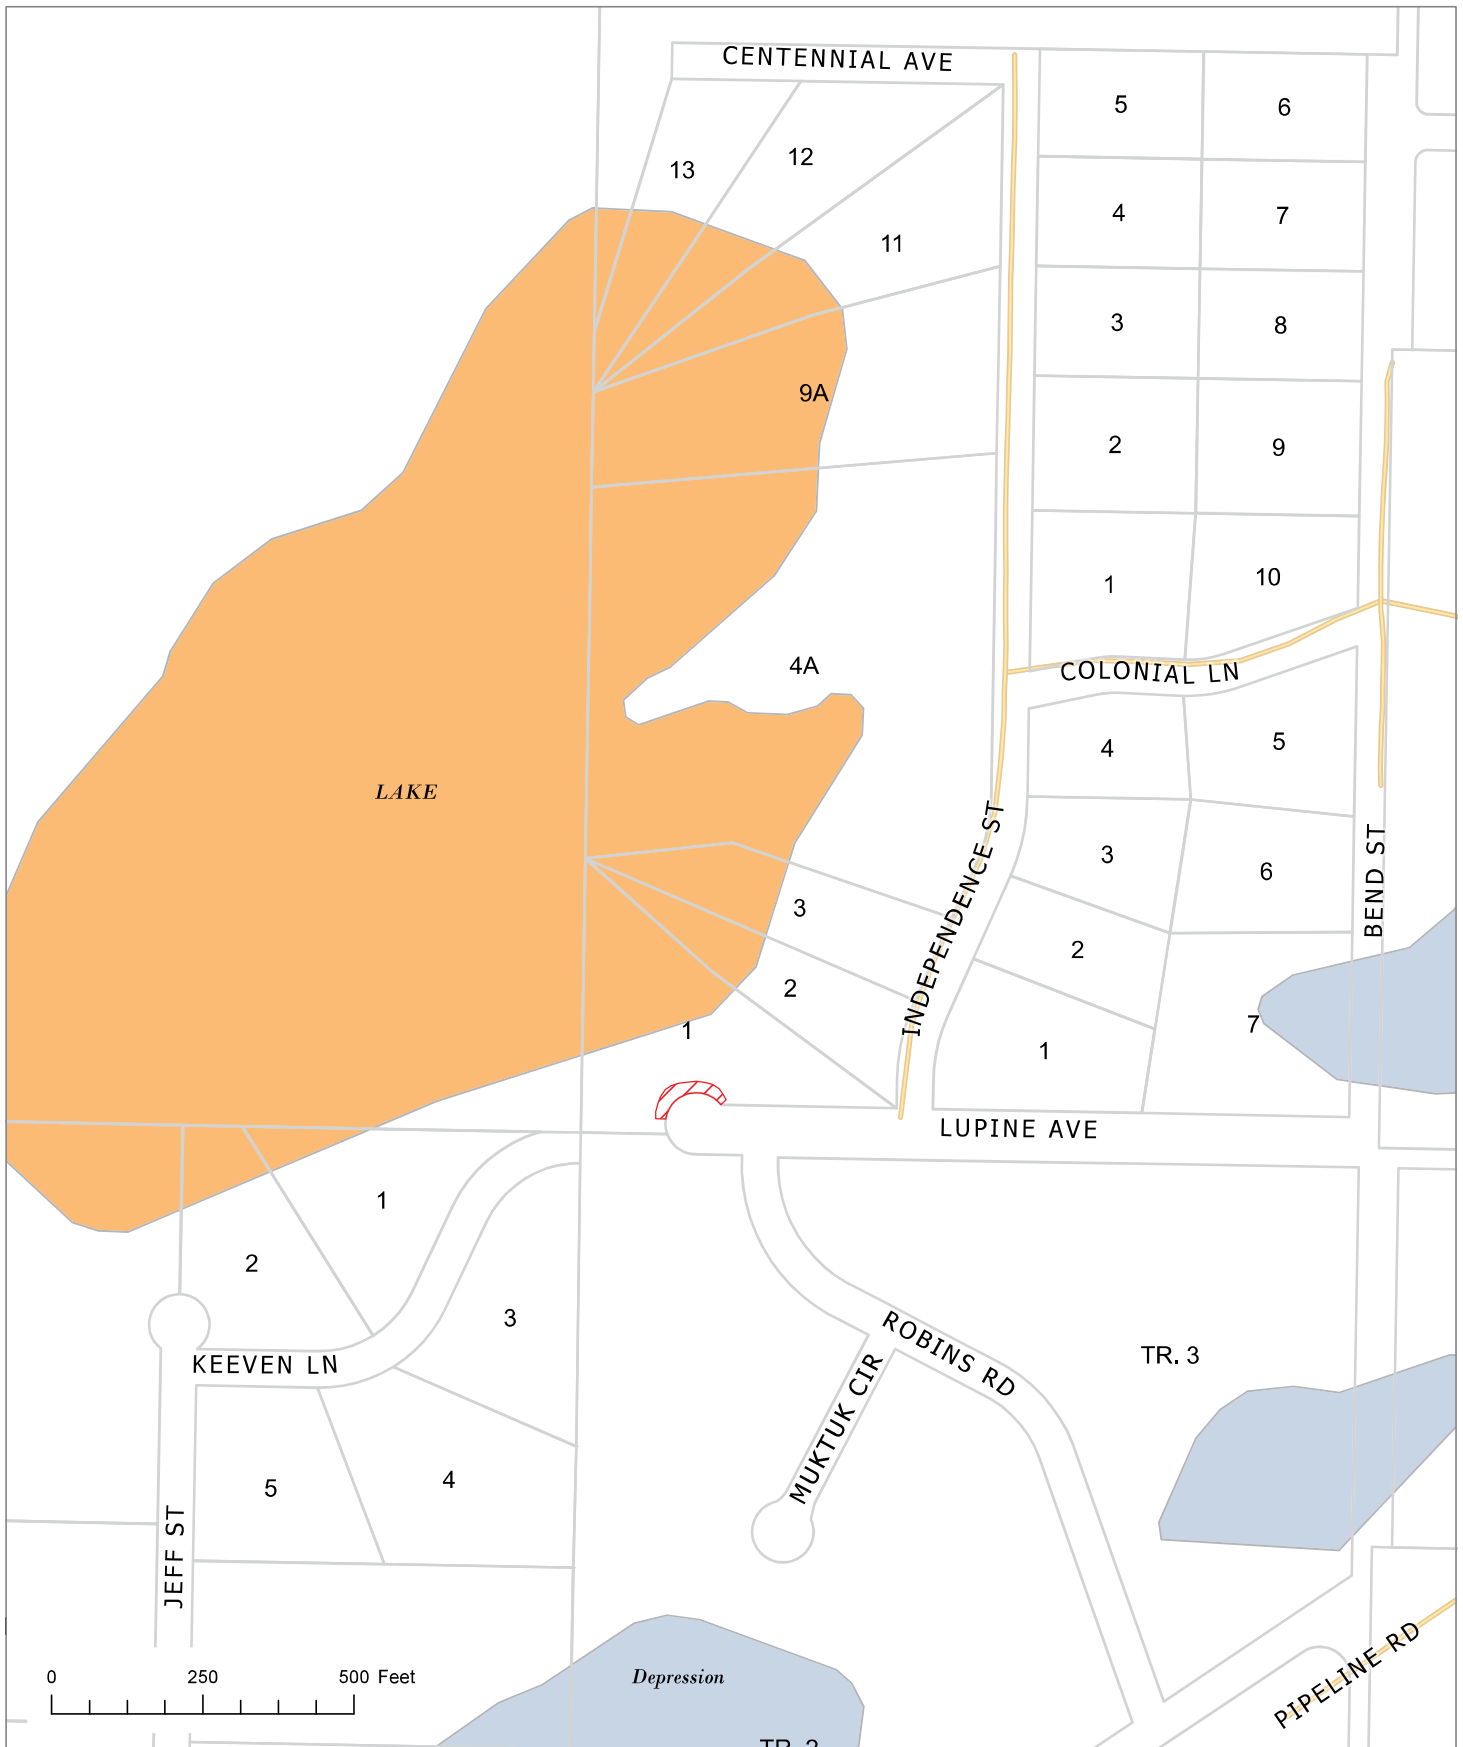 CENTENNIAL AVE
5
6
13
12
4
7
11
3
8
9A
2
9
1
10
4A
COLONIAL LN
4
5
LAKE
INDEPENDENCE ST
BEND ST
3
6
3
2
2
1
7
1
LUPINE AVE
1
2
3
KEEVEN LN
ROBINS RD
TR. 3
MUKTUK CIR
5
4
JEFF ST
PIPELINE RD
0
250
500 Feet
Depression